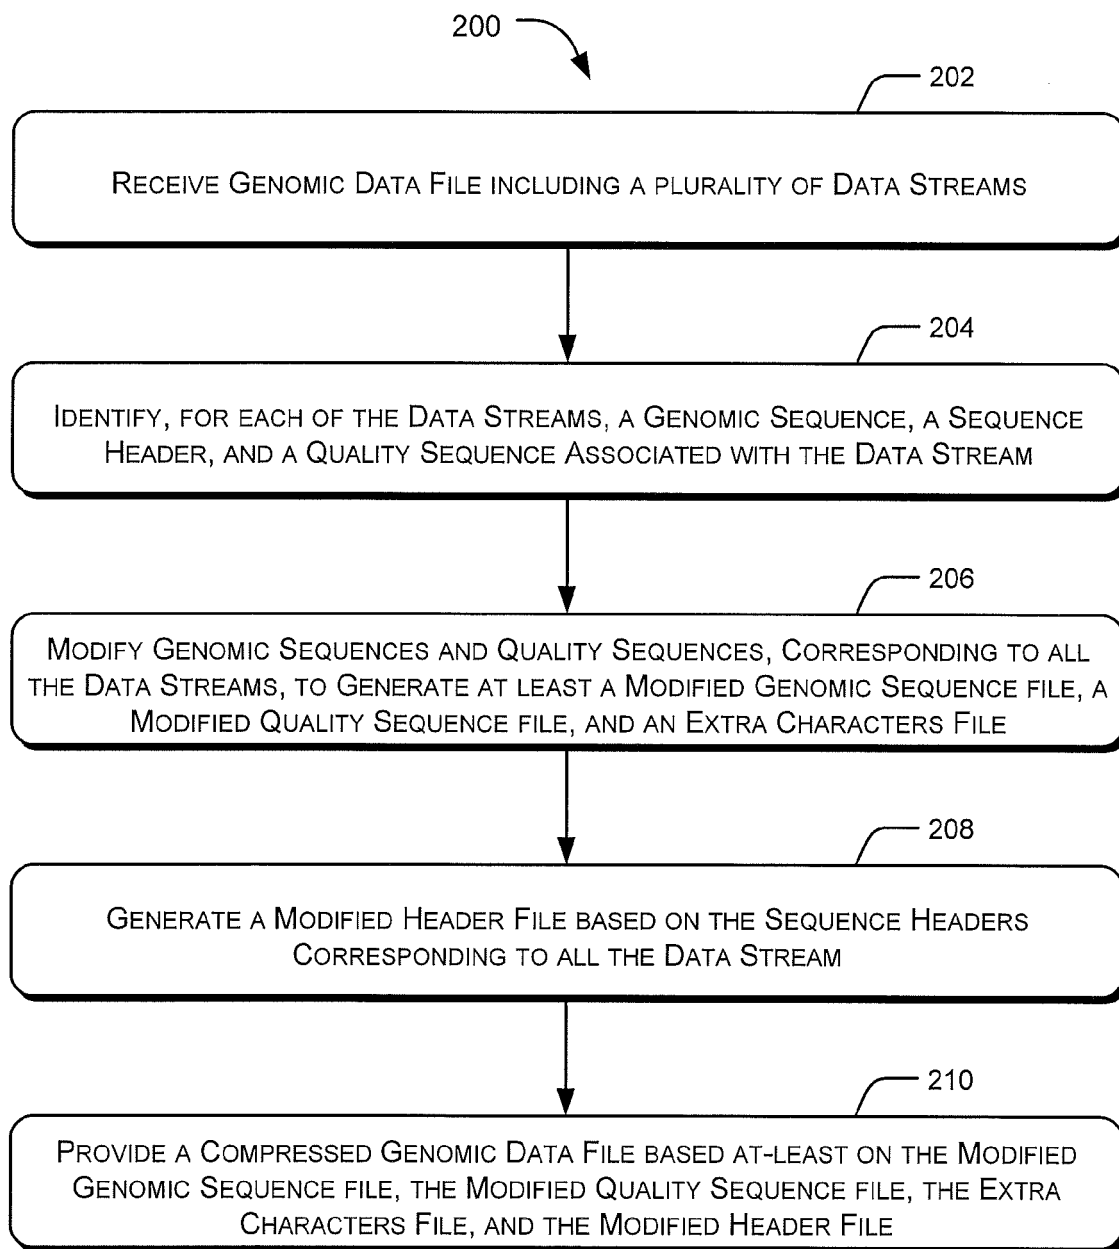 200
202
RECEIVE GENOMIC DATA FILE INCLUDING A PLURALITY OF DATA STREAMS
204
IDENTIFY, FOR EACH OF THE DATA STREAMS, A GENOMIC SEQUENCE, A SEQUENCE
HEADER, AND A QUALITY SEQUENCE ASSOCIATED WITH THE DATA STREAM
206
MODIFY GENOMIC SEQUENCES AND QUALITY SEQUENCES, CORRESPONDING TO ALL
THE DATA STREAMS, TO GENERATE AT LEAST A MODIFIED GENOMIC SEQUENCE FILE, A
MODIFIED QUALITY SEQUENCE FILE, AND AN EXTRA CHARACTERS FILE
208
GENERATE A MODIFIED HEADER FILE BASED ON THE SEQUENCE HEADERS
CORRESPONDING TO ALL THE DATA STREAM
210
PROVIDE A COMPRESSED GENOMIC DATA FILE BASED AT-LEAST ON THE MODIFIED
GENOMIC SEQUENCE FILE, THE MODIFIED QUALITY SEQUENCE FILE, THE EXTRA
CHARACTERS FILE, AND THE MODIFIED HEADER FILE